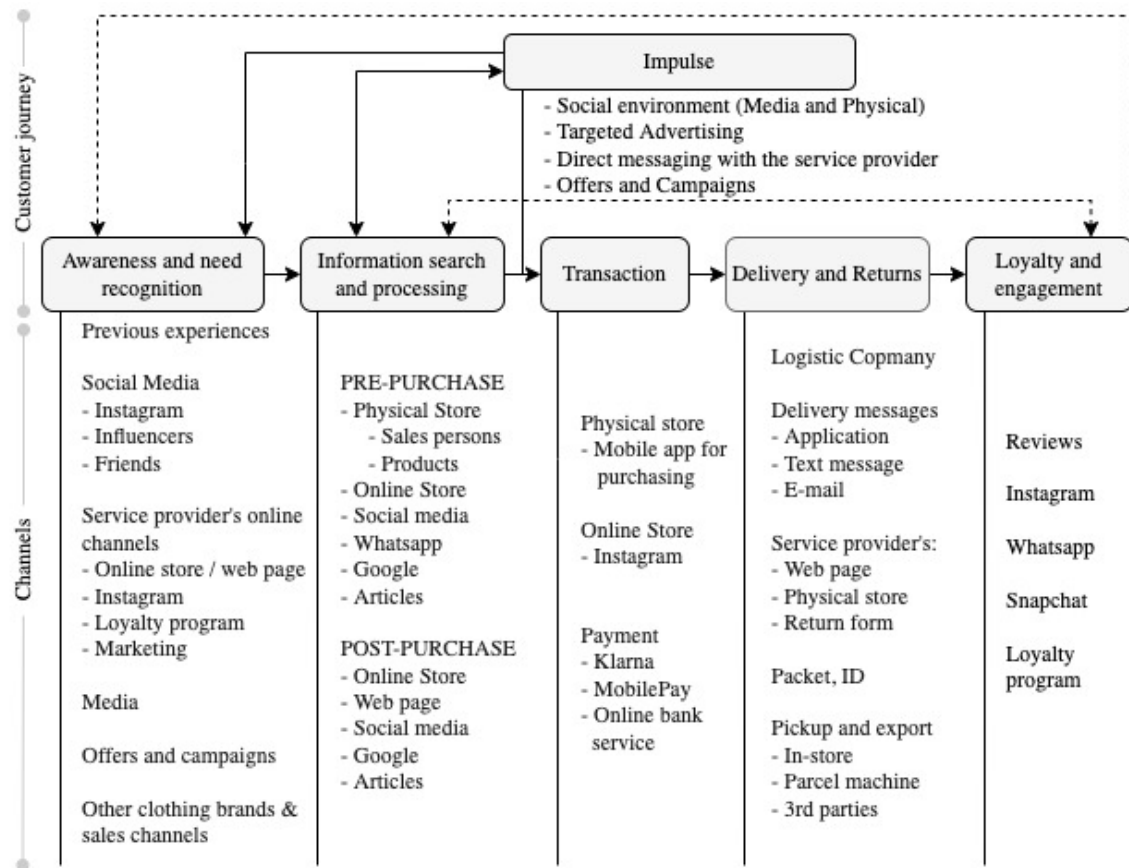 Customer journey
Impulse
- Social environment (Media and Physical)
- Targeted Advertising
- Direct messaging with the service provider
- Offers and Campaigns
Awareness and need
recognition
Information search
and processing
Transaction
Delivery and Returns
Loyalty and
engagement
Channels
Previous experiences
Social Media
- Instagram
- Influencers
- Friends
Service provider's online
channels
- Online store / web page
- Instagram
- Loyalty program
- Marketing
Media
Offers and campaigns
Other clothing brands &
sales channels
PRE-PURCHASE
- Physical Store
- Sales persons
- Products
- Online Store
- Social media
- Whatsapp
- Google
- Articles
POST-PURCHASE
- Online Store
- Web page
- Social media
- Google
- Articles
Physical store
- Mobile app for
purchasing
Online Store
- Instagram
Payment
- Klarna
- MobilePay
- Online bank
service
Logistic Copmany
Delivery messages
- Application
- Text message
- E-mail
Service provider's:
- Web page
- Physical store
- Return form
Packet, ID
Pickup and export
- In-store
- Parcel machine
- 3rd parties
Reviews
Instagram
Whatsapp
Snapchat
Loyalty
program